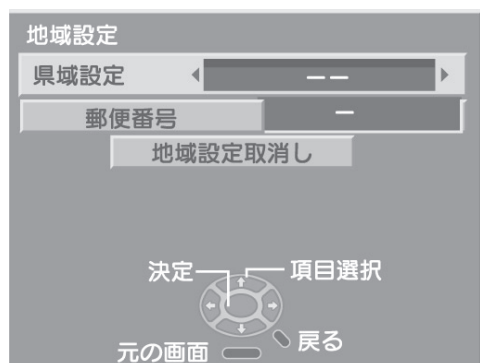 地域設定
県域設定 －－
郵便番号 －
地域設定取消し
決定 項目選択
元の画面 戻る